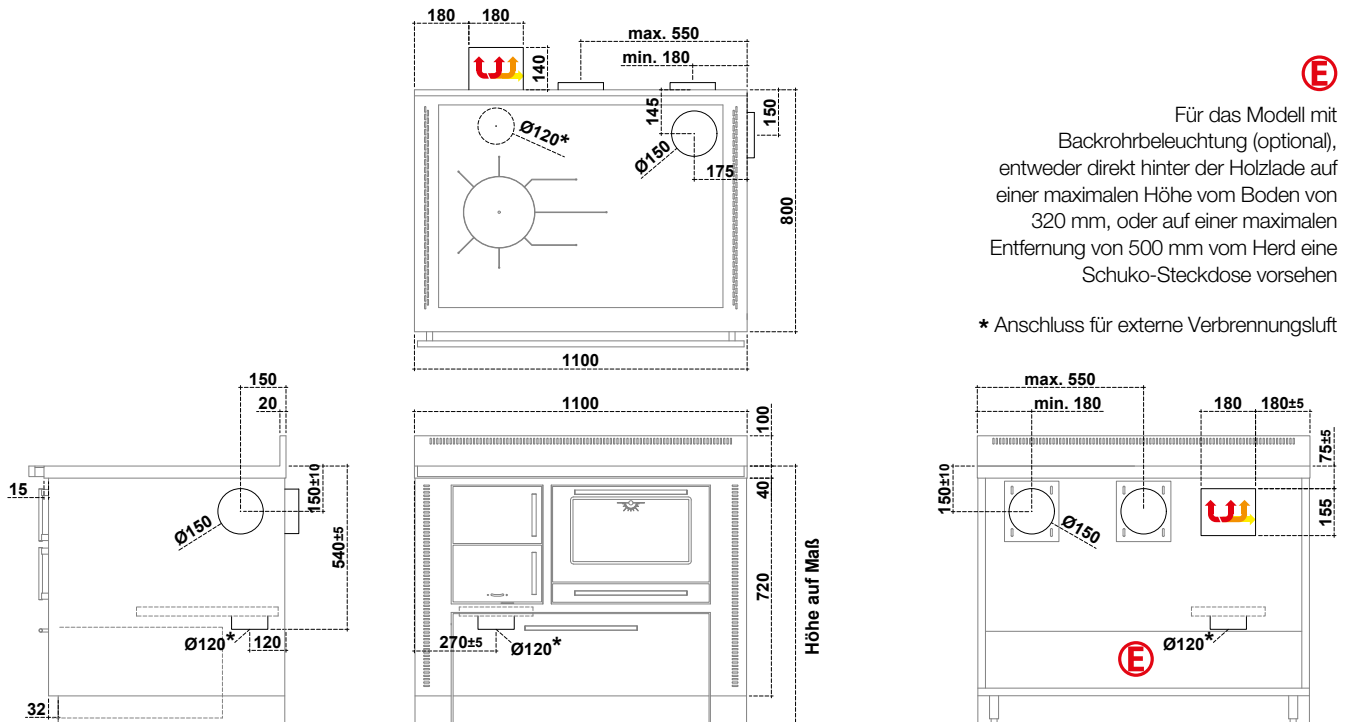 180 180
max. 550
min. 180
140
145
150
Ø120*
Ø150
175
800
1100
E
Für das Modell mit
Backrohrbeleuchtung (optional),
entweder direkt hinter der Holzlade auf
einer maximalen Höhe vom Boden von
320 mm, oder auf einer maximalen
Entfernung von 500 mm vom Herd eine
Schuko-Steckdose vorsehen
* Anschluss für externe Verbrennungsluft
150
20
15
150±10
Ø150
540±5
Ø120*
120
32
1100
100
40
720
Höhe auf Maß
270±5
Ø120*
max. 550
min. 180
180 180±5
75±5
150±10
Ø150
155
Ø120*
E